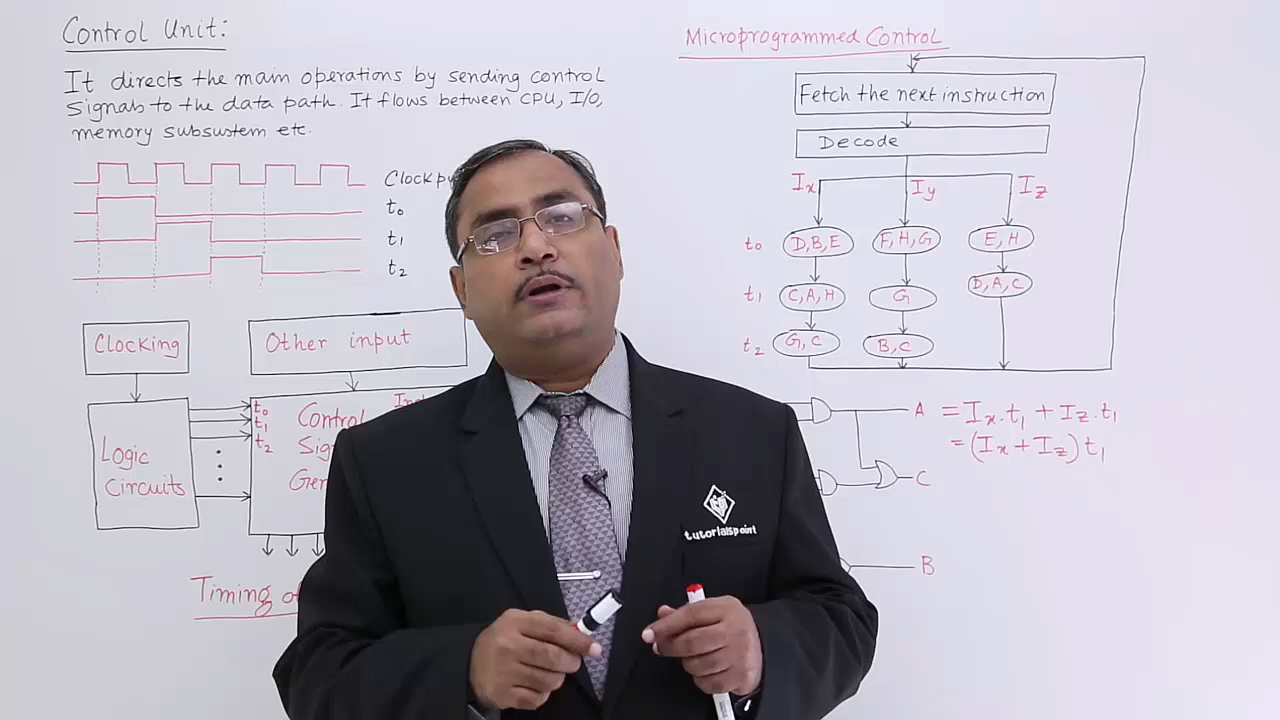 Control Unit:
It directs the main operations by sending control
signals to the data path. It flows between CPU, I/O,
memory subsustem etc.
t₀
t₁
t₂
Clocking
Other input
Logic
Circuits
t₀
t₁
t₂
Control
Timing
Microprogrammed Control
Fetch the next instruction
Decode
Ix Iy Iz
t₀ D,B,E F,H,G E,H
t₁ C,A,H G D,A,C
t₂ G,C B,C
A = Ix.t₁ + Iz.t₁
= (Ix + Iz) t₁
C
B
tutorialspoint